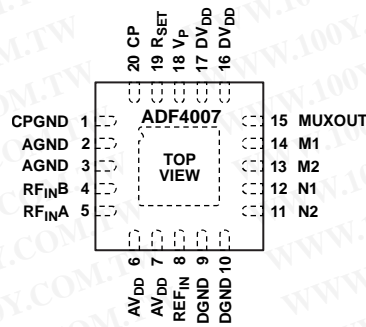 20 CP
19 RSET
18 VP
17 DVDD
16 DVDD
ADF4007
TOP
VIEW
CPGND 1
AGND 2
AGND 3
RFINB 4
RFINA 5
15 MUXOUT
14 M1
13 M2
12 N1
11 N2
AVDD 6
AVDD 7
REFIN 8
DGND 9
DGND 10